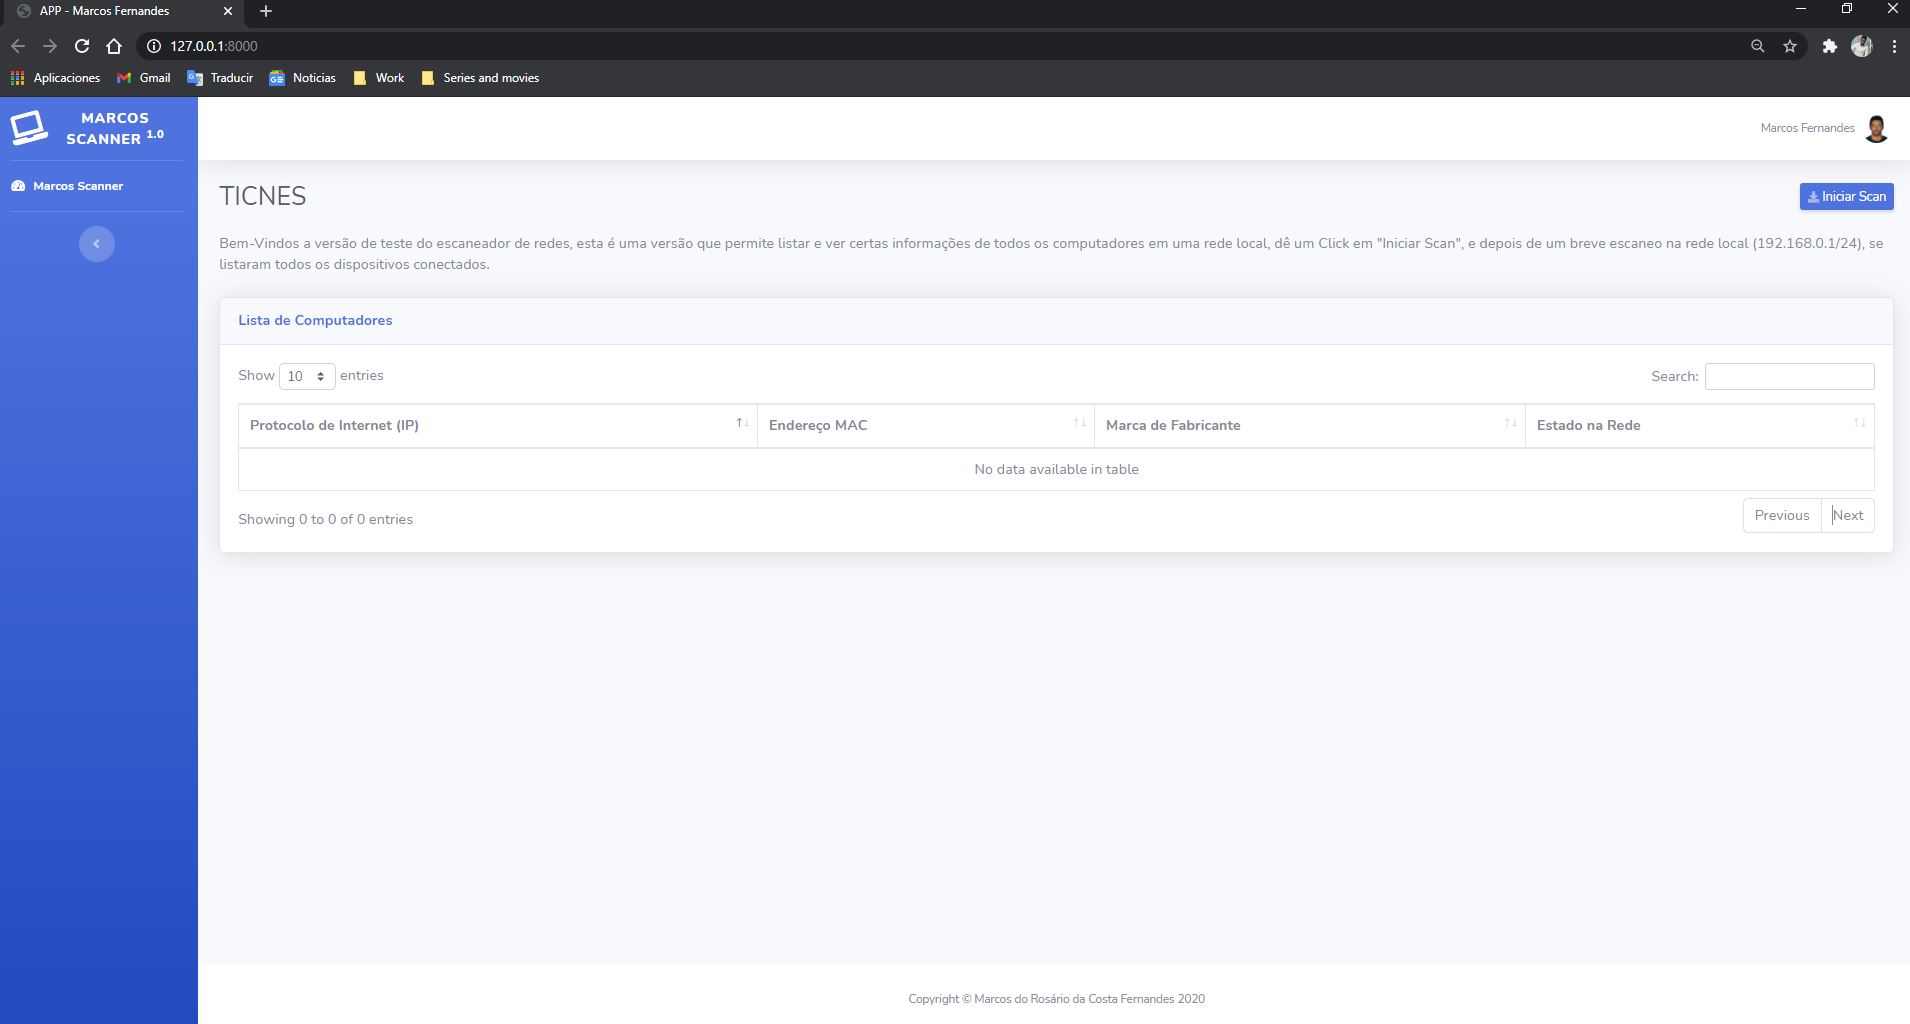 APP - Marcos Fernandes
127.0.0.1:8000
Aplicaciones Gmail Traducir Noticias Work Series and movies
MARCOS
SCANNER 1.0
Marcos Fernandes
Marcos Scanner
TICNES
Iniciar Scan
Bem-Vindos a versão de teste do escaneador de redes, esta é uma versão que permite listar e ver certas informações de todos os computadores em uma rede local, dê um Click em "Iniciar Scan", e depois de um breve escaneo na rede local (192.168.0.1/24), se
listaram todos os dispositivos conectados.
Lista de Computadores
Show 10 entries Search:
Protocolo de Internet (IP) Endereço MAC Marca de Fabricante Estado na Rede
No data available in table
Showing 0 to 0 of 0 entries Previous Next
Copyright © Marcos do Rosário da Costa Fernandes 2020